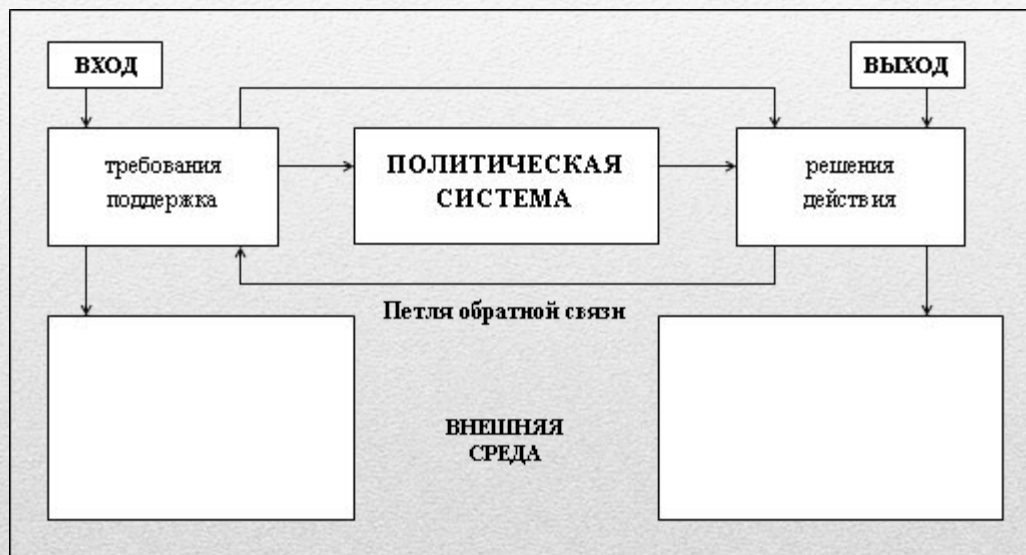 ВХОД
ВЫХОД
требования
поддержка
ПОЛИТИЧЕСКАЯ
СИСТЕМА
решения
действия
Петля обратной связи
ВНЕШНЯЯ
СРЕДА